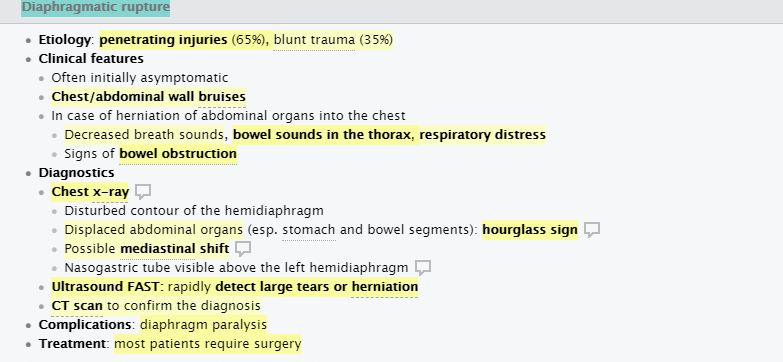 Diaphragmatic rupture
Etiology: penetrating injuries (65%), blunt trauma (35%)
Clinical features
Often initially asymptomatic
Chest/abdominal wall bruises
In case of herniation of abdominal organs into the chest
Decreased breath sounds, bowel sounds in the thorax, respiratory distress
Signs of bowel obstruction
Diagnostics
Chest x-ray
Disturbed contour of the hemidiaphragm
Displaced abdominal organs (esp. stomach and bowel segments): hourglass sign
Possible mediastinal shift
Nasogastric tube visible above the left hemidiaphragm
Ultrasound FAST: rapidly detect large tears or herniation
CT scan to confirm the diagnosis
Complications: diaphragm paralysis
Treatment: most patients require surgery